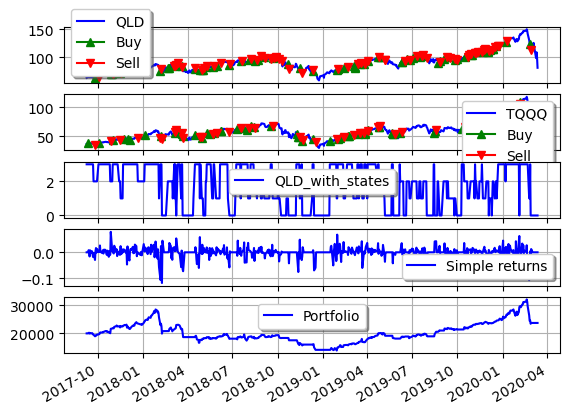 QLD
Buy
Sell
150
100
TQQQ
Buy
Sell
100
50
QLD_with_states
2
0
Simple returns
0.0
−0.1
Portfolio
30000
20000
2017-10
2018-01
2018-04
2018-07
2018-10
2019-01
2019-04
2019-07
2019-10
2020-01
2020-04